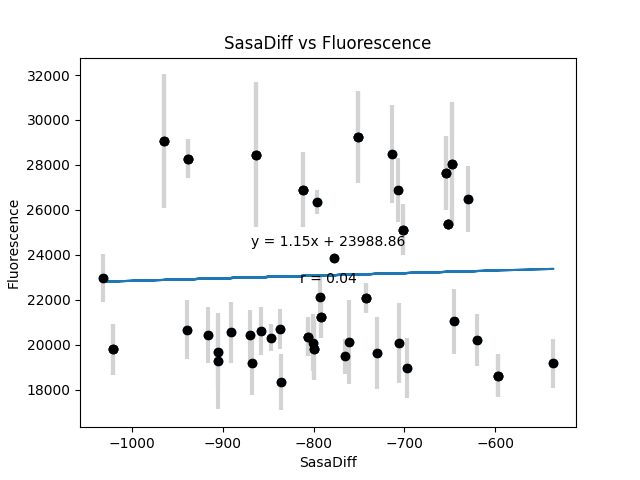 SasaDiff vs Fluorescence
32000
30000
28000
26000
24000
22000
20000
18000
Fluorescence
y = 1.15x + 23988.86
r = 0.04
−1000
−900
−800
−700
−600
SasaDiff